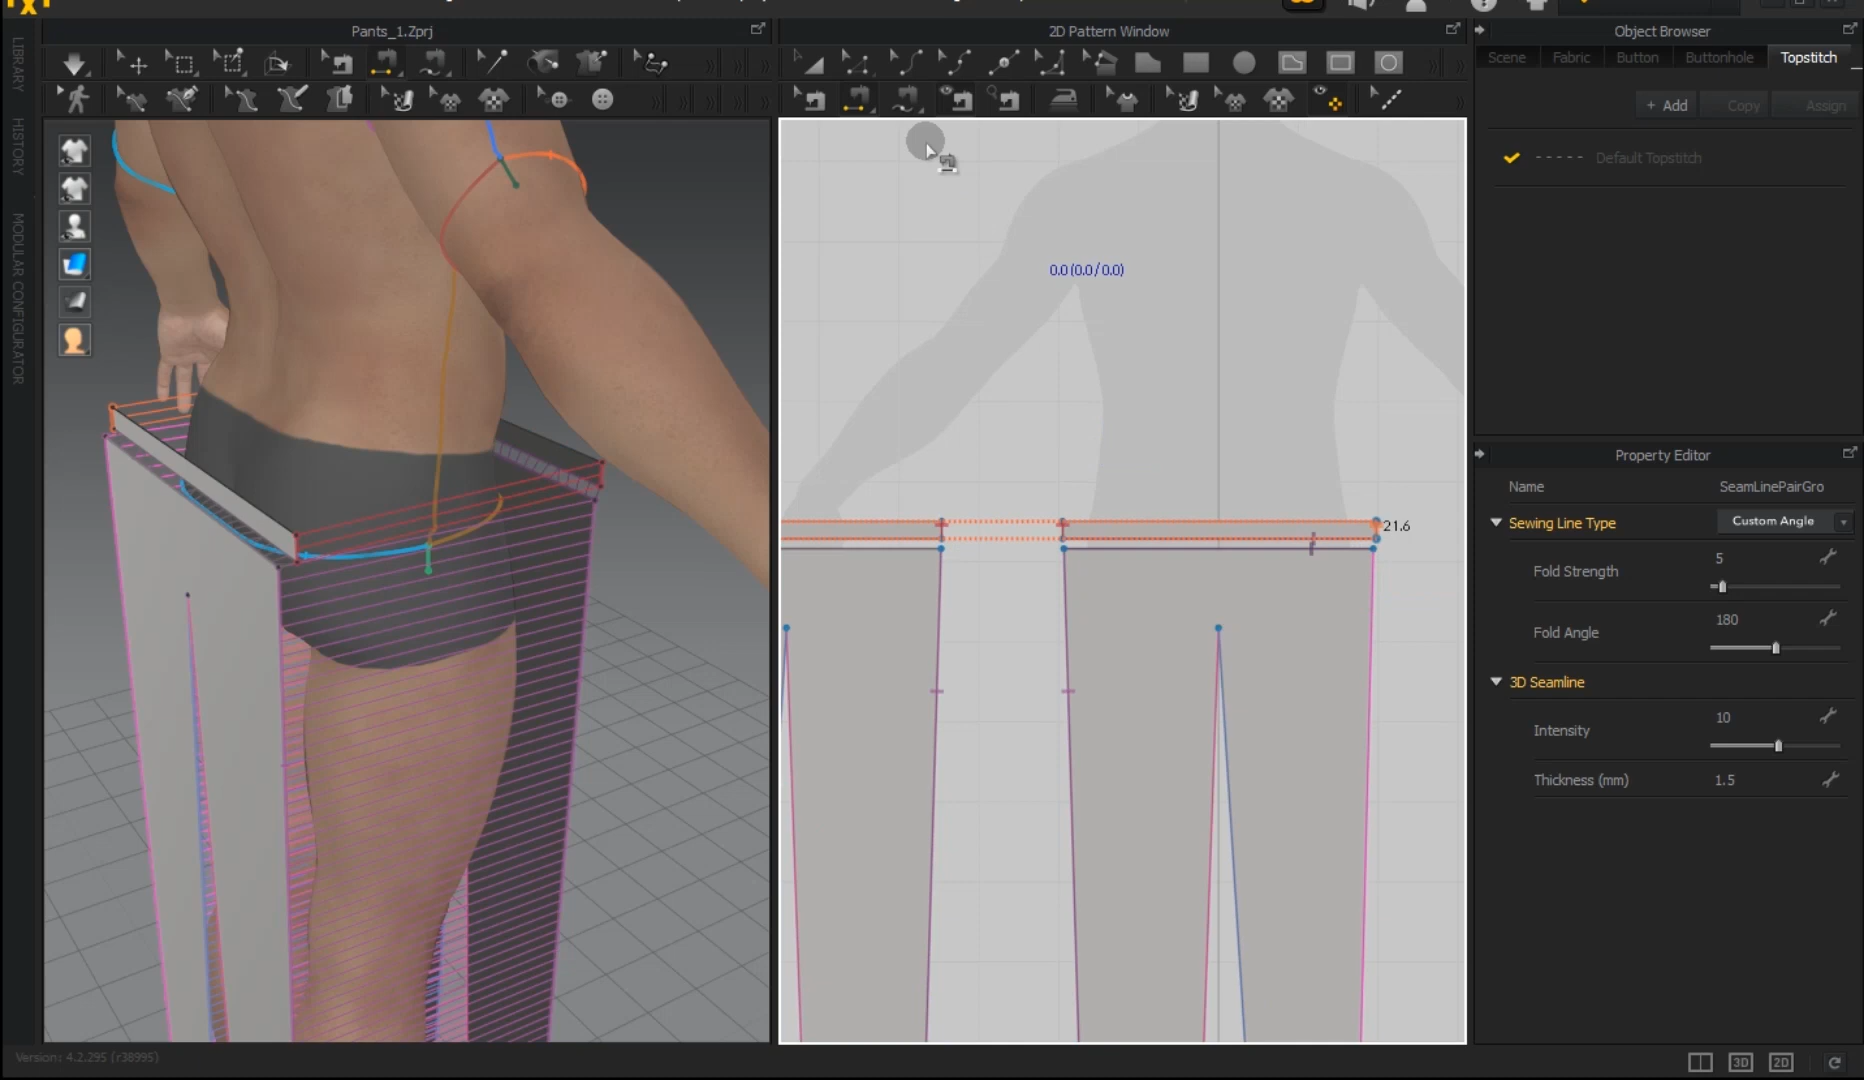 Pants_1.Zprj
2D Pattern Window
Object Browser
Scene
Fabric
Button
Buttonhole
Topstitch
+ Add
Copy
Assign
Default Topstitch
LIBRARY
HISTORY
MODULAR CONFIGURATOR
0.0 (0.0/0.0)
21.6
Property Editor
Name
SeamLinePairGro
Sewing Line Type
Custom Angle
Fold Strength
5
Fold Angle
180
3D Seamline
Intensity
10
Thickness (mm)
1.5
Version: 4.2.295 (r38995)
3D
2D